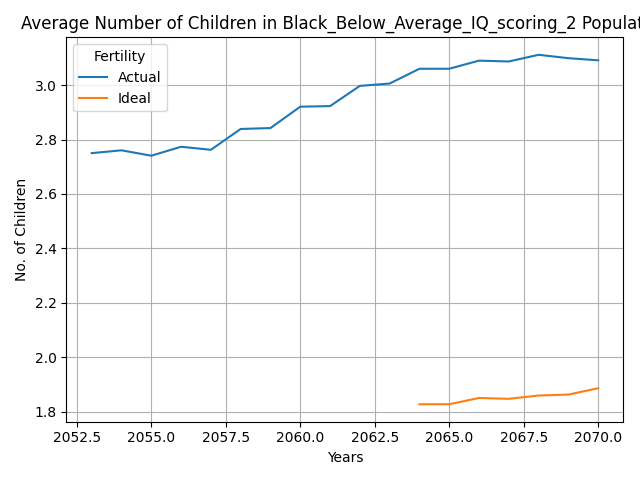 Average Number of Children in Black_Below_Average_IQ_scoring_2 Populat
Fertility
Actual
Ideal
3.0
2.8
2.6
2.4
2.2
2.0
1.8
No. of Children
2052.5 2055.0 2057.5 2060.0 2062.5 2065.0 2067.5 2070.0
Years